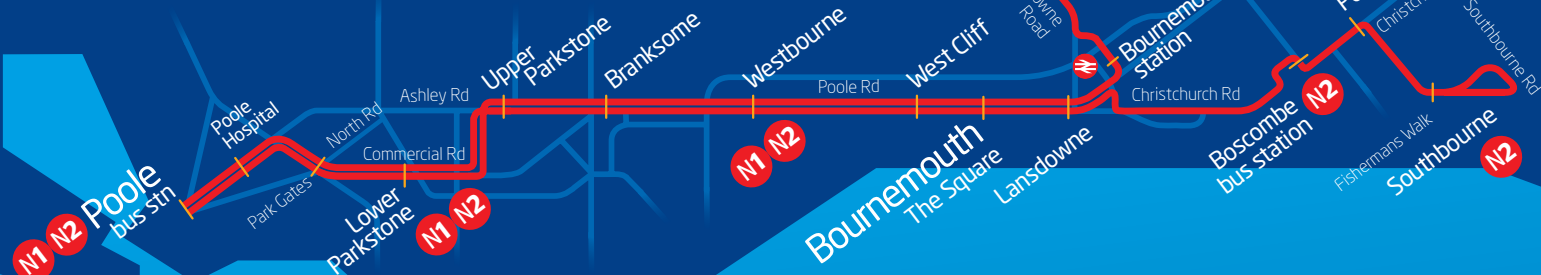 N1
N2
Poole
bus stn
Poole
Hospital
Park Gates
North Rd
Commercial Rd
Ashley Rd
Lower
Parkstone
N1
N2
Upper
Parkstone
Branksome
Westbourne
N1
N2
Poole Rd
West Cliff
Bournemouth
The Square
Lansdowne
Road
station
Christchurch Rd
Boscombe
bus station
N2
Fishermans Walk
Southbourne
N2
Southbourne Rd